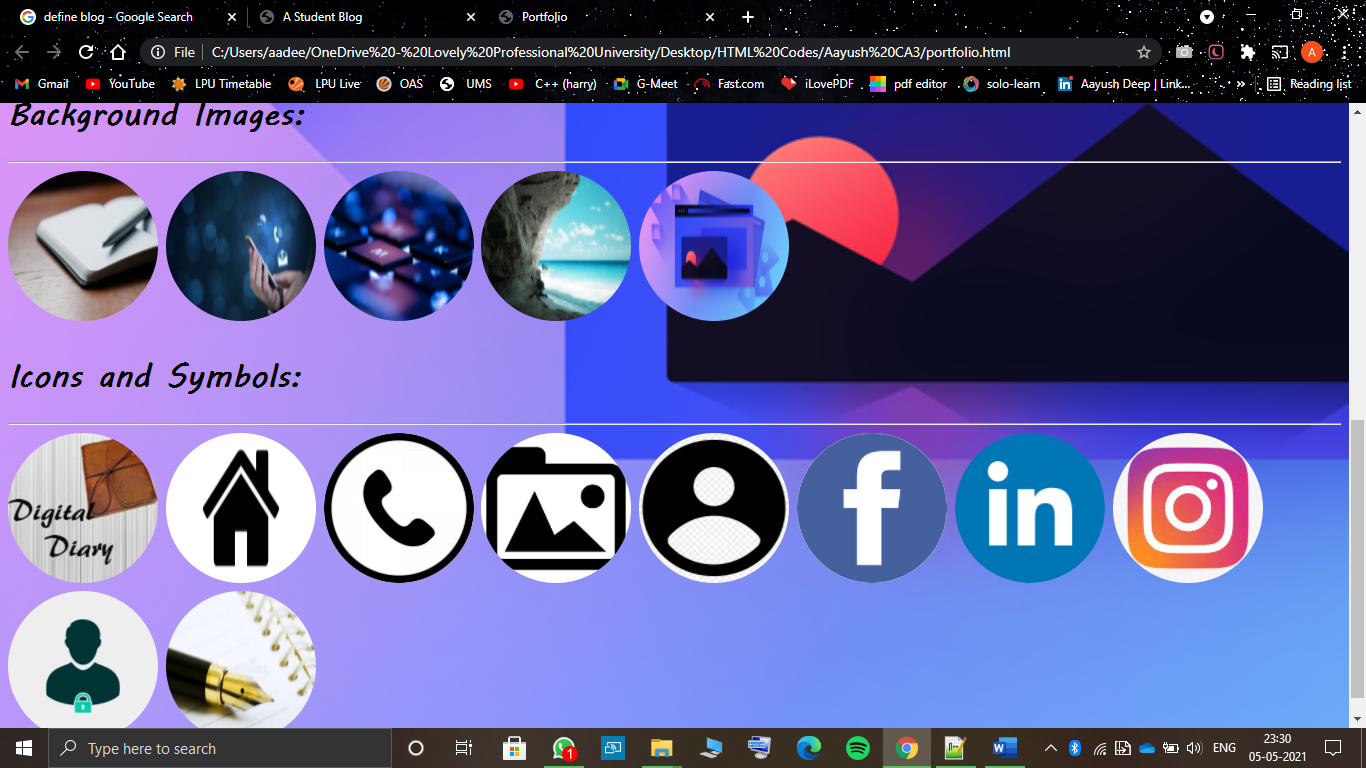 define blog - Google Search
A Student Blog
Portfolio
File
C:/Users/aadee/OneDrive%20-%20Lovely%20Professional%20University/Desktop/HTML%20Codes/Aayush%20CA3/portfolio.html
A
Gmail
YouTube
LPU Timetable
LPU Live
OAS
UMS
C++ (harry)
G-Meet
Fast.com
iLovePDF
pdf editor
solo-learn
Aayush Deep | Link...
»
Reading list
Background Images:
Icons and Symbols:
Digital
Diary
f
in
Type here to search
1
ENG
23:30
05-05-2021